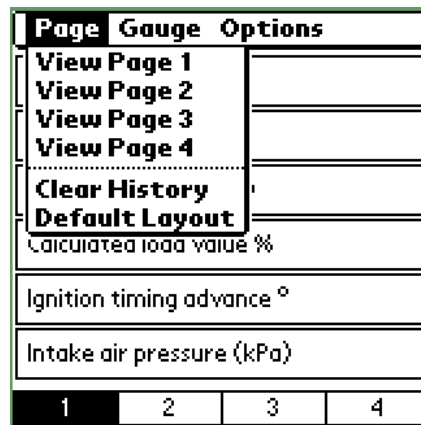 Page Gauge Options
View Page 1
View Page 2
View Page 3
View Page 4
Clear History
Default Layout
Calculated load value %
Ignition timing advance °
Intake air pressure (kPa)
1 2 3 4